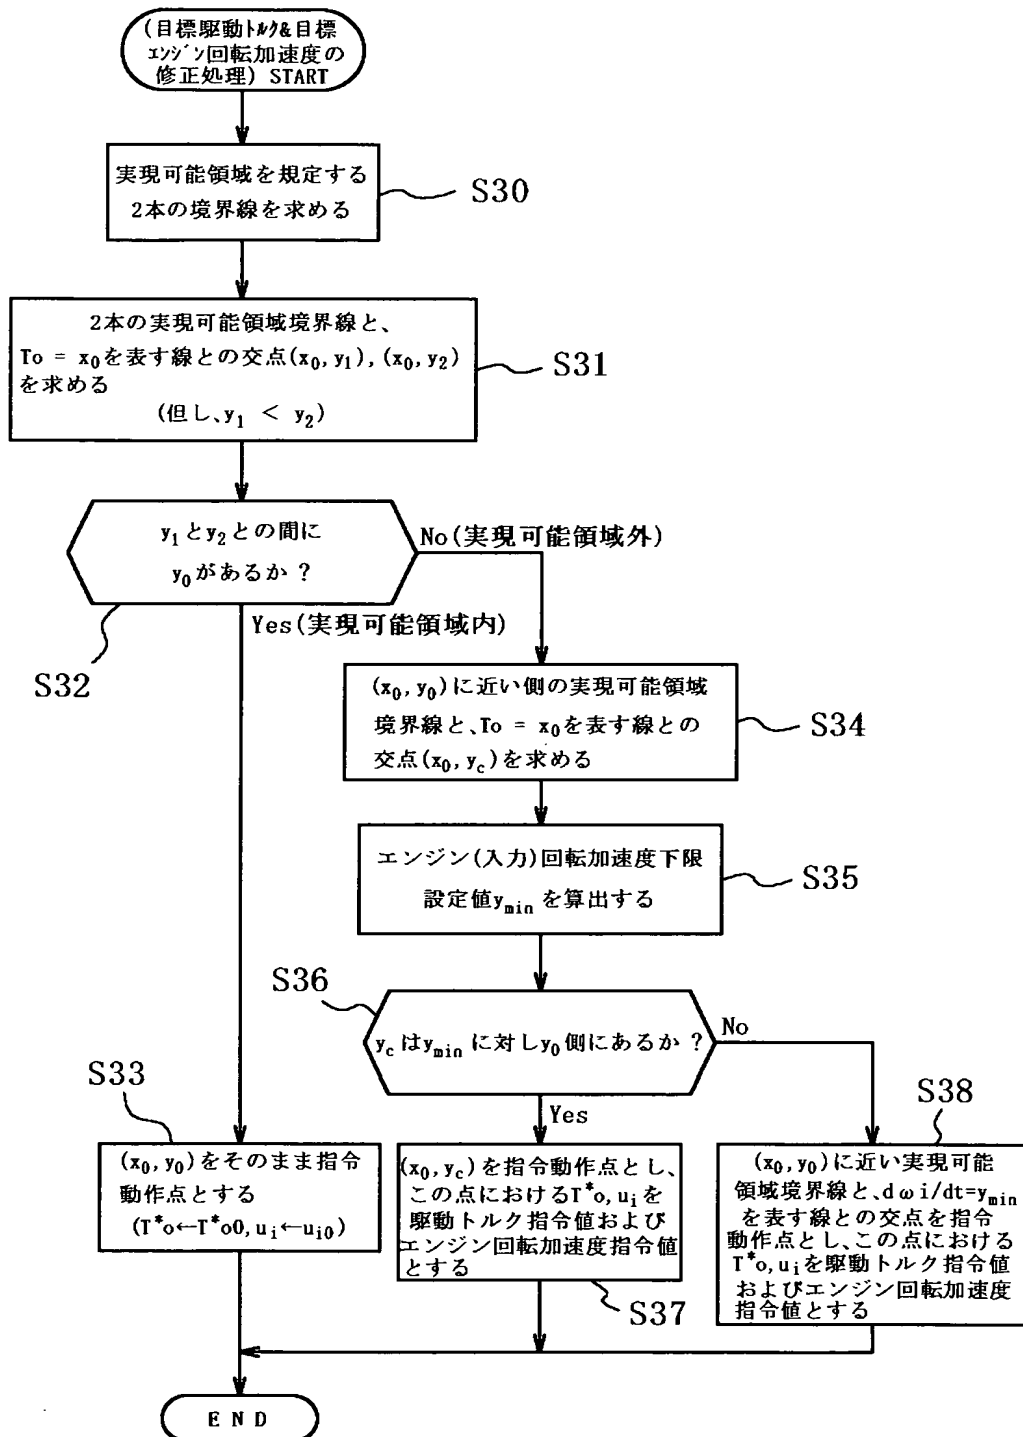 (目標駆動トルク&目標
エンジン回転加速度の
修正処理) START
実現可能領域を規定する
2本の境界線を求める
S30
2本の実現可能領域境界線と、
To = x0を表す線との交点(x0, y1), (x0, y2)
を求める
(但し、y1 < y2)
S31
y1とy2との間に
y0があるか?
No(実現可能領域外)
Yes(実現可能領域内)
S32
(x0, y0)に近い側の実現可能領域
境界線と、To = x0を表す線との
交点(x0, yc)を求める
S34
エンジン(入力)回転加速度下限
設定値yminを算出する
S35
S36
ycはyminに対しy0側にあるか?
No
Yes
S33
(x0, y0)をそのまま指令
動作点とする
(T*o←T*o0, ui←ui0)
(x0, yc)を指令動作点とし、
この点におけるT*o, uiを
駆動トルク指令値および
エンジン回転加速度指令値
とする
S37
S38
(x0, y0)に近い実現可能
領域境界線と、dωi/dt=ymin
を表す線との交点を指令
動作点とし、この点における
T*o, uiを駆動トルク指令値
およびエンジン回転加速度
指令値とする
END